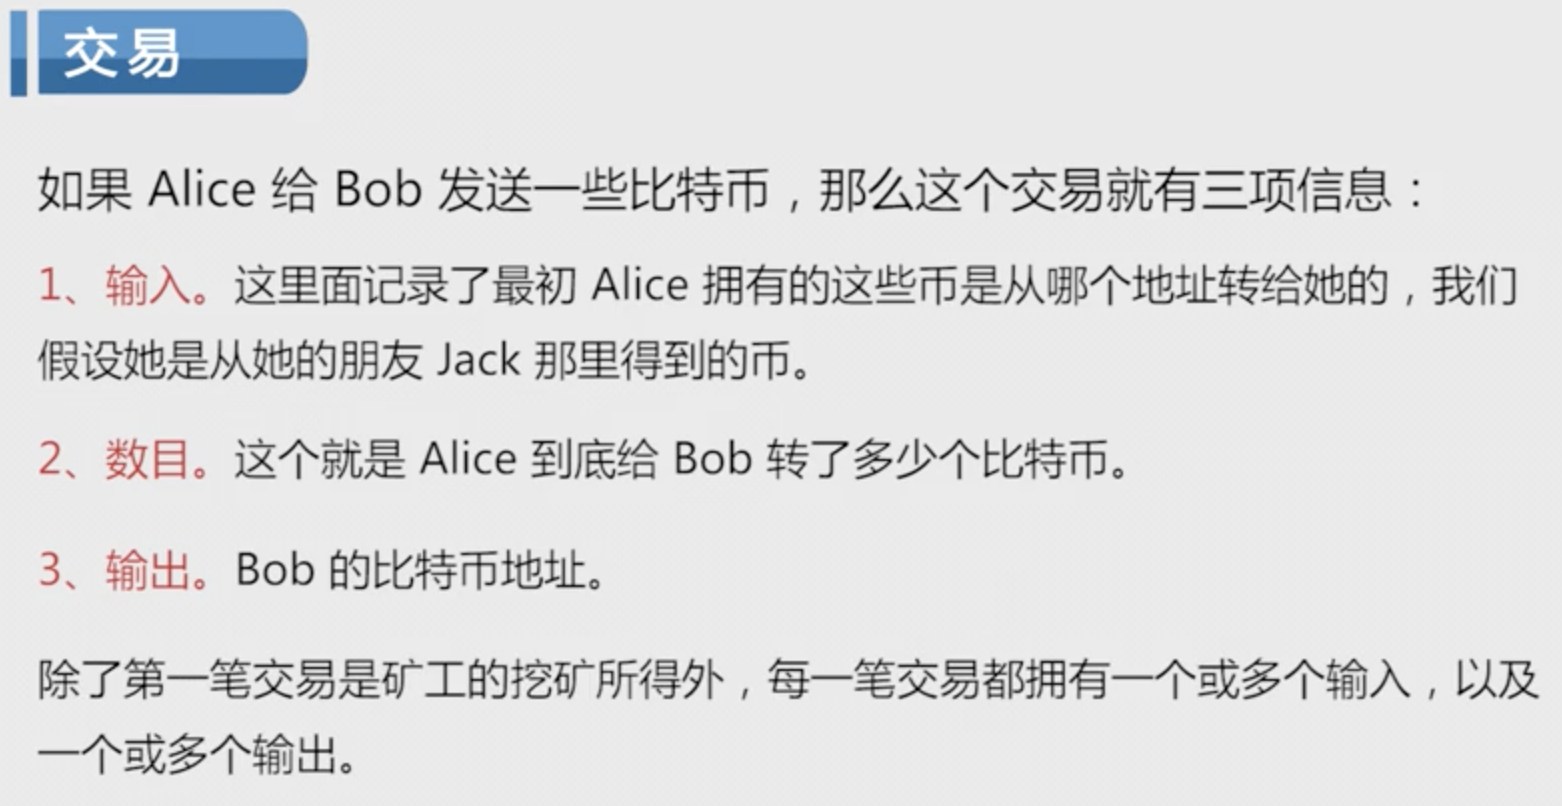 交易
如果 Alice 给 Bob 发送一些比特币，那么这个交易就有三项信息：
1、输入。这里面记录了最初 Alice 拥有的这些币是从哪个地址转给她的，我们
假设她是从她的朋友 Jack 那里得到的币。
2、数目。这个就是 Alice 到底给 Bob 转了多少个比特币。
3、输出。Bob 的比特币地址。
除了第一笔交易是矿工的挖矿所得外，每一笔交易都拥有一个或多个输入，以及
一个或多个输出。